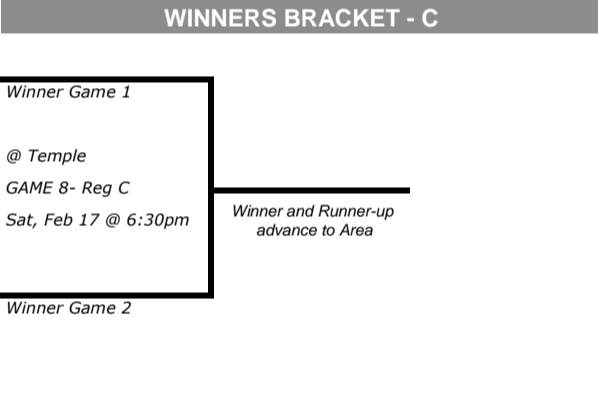 WINNERS BRACKET - C
Winner Game 1
@ Temple
GAME 8- Reg C
Sat, Feb 17 @ 6:30pm
Winner and Runner-up
advance to Area
Winner Game 2